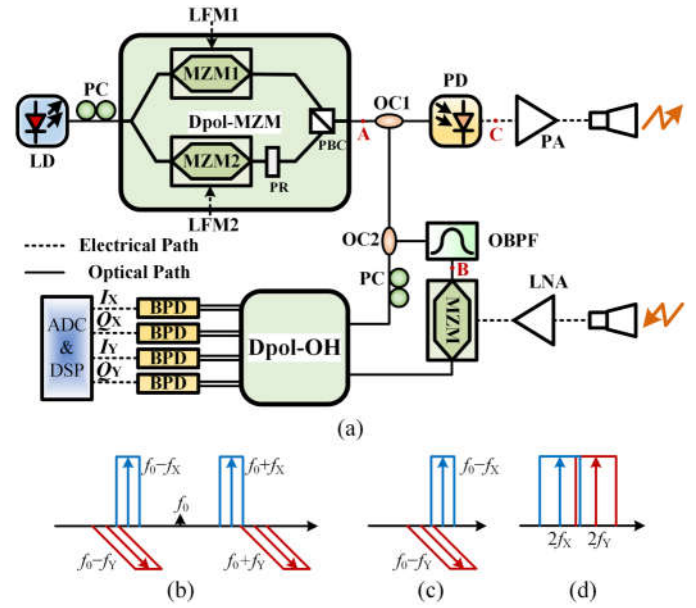 LFM1
PC
MZM1
OC1
PD
Dpol-MZM
PBC
A
C
LD
MZM2
PR
PA
LFM2
OC2
OBPF
Electrical Path
Optical Path
PC
B
LNA
MZM
ADC
&
DSP
IX
QX
IY
QY
BPD
BPD
BPD
BPD
Dpol-OH
(a)
f0−fX
f0
f0+fX
f0−fY
f0+fY
(b)
f0−fX
f0−fY
(c)
2fX
2fY
(d)